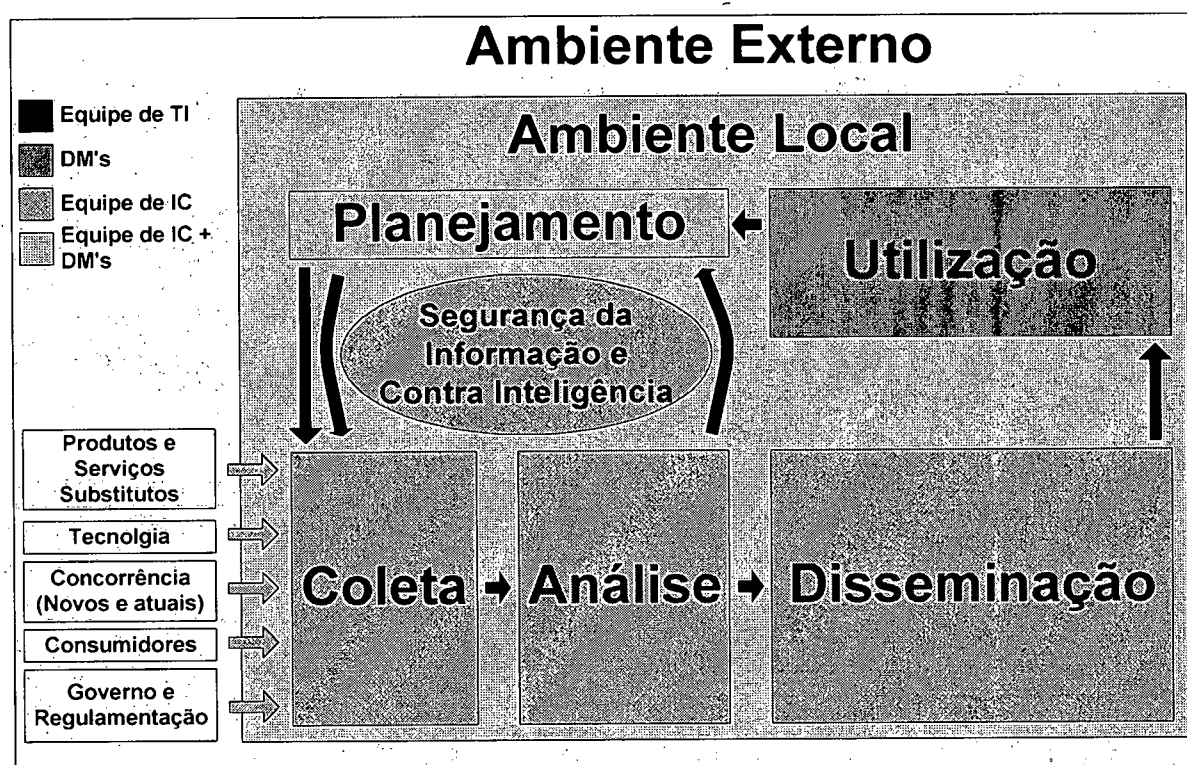 Ambiente Externo
Equipe de TI
DM's
Equipe de IC
Equipe de IC +
DM's
Ambiente Local
Planejamento
Utilização
Segurança da
Informação e
Contra Inteligência
Produtos e
Serviços
Substitutos
Tecnolgia
Concorrência
(Novos e atuais)
Consumidores
Governo e
Regulamentação
Coleta
Análise
Disseminação